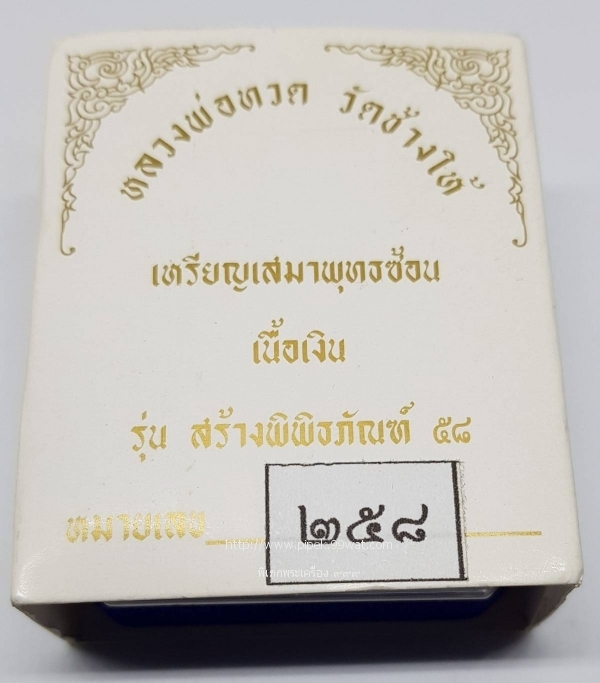 หลวงพ่อทวด วัดช้างให้
เหรียญเสมาพุทธซ้อน
เนื้อเงิน
รุ่น สร้างพิพิธภัณฑ์ ๕๘
หมายเลข ๒๕๘